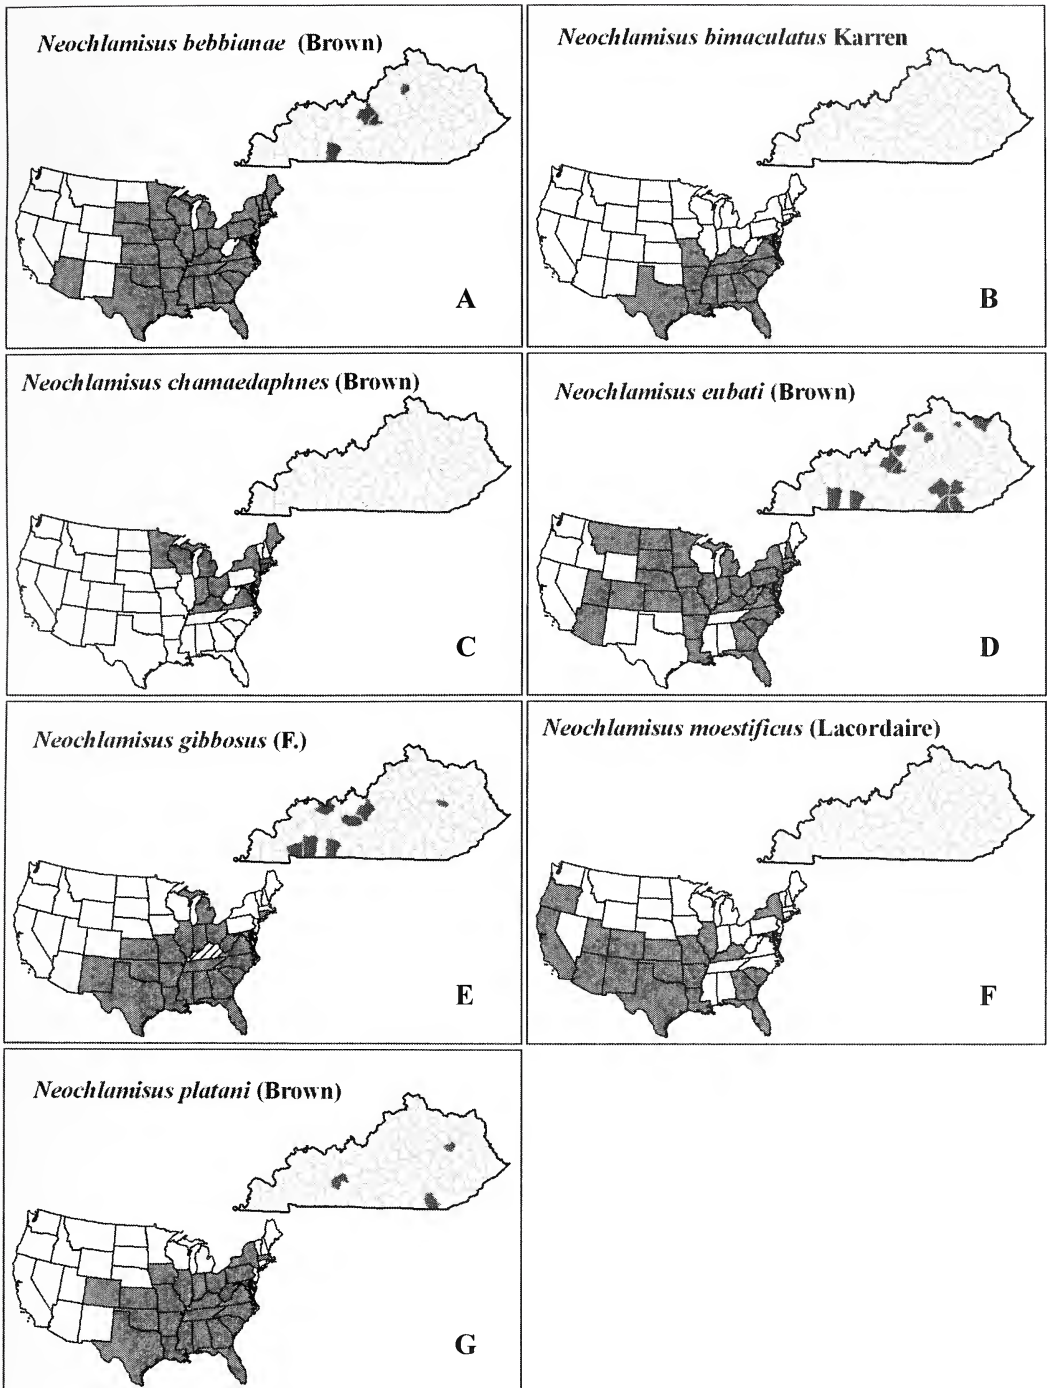 Neochlamisus bebbianae (Brown)
A
Neochlamisus bimaculatus Karren
B
Neochlamisus chamaedaphnes (Brown)
C
Neochlamisus eubati (Brown)
D
Neochlamisus gibbosus (F.)
E
Neochlamisus moestificus (Lacordaire)
F
Neochlamisus platani (Brown)
G